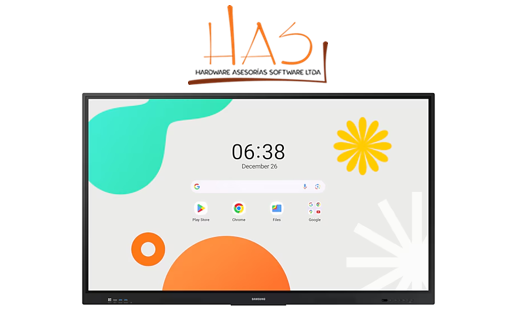 HAS
HARDWARE ASESORÍAS SOFTWARE LTDA
06:38
December 26
Play Store
Chrome
Files
Google
SAMSUNG